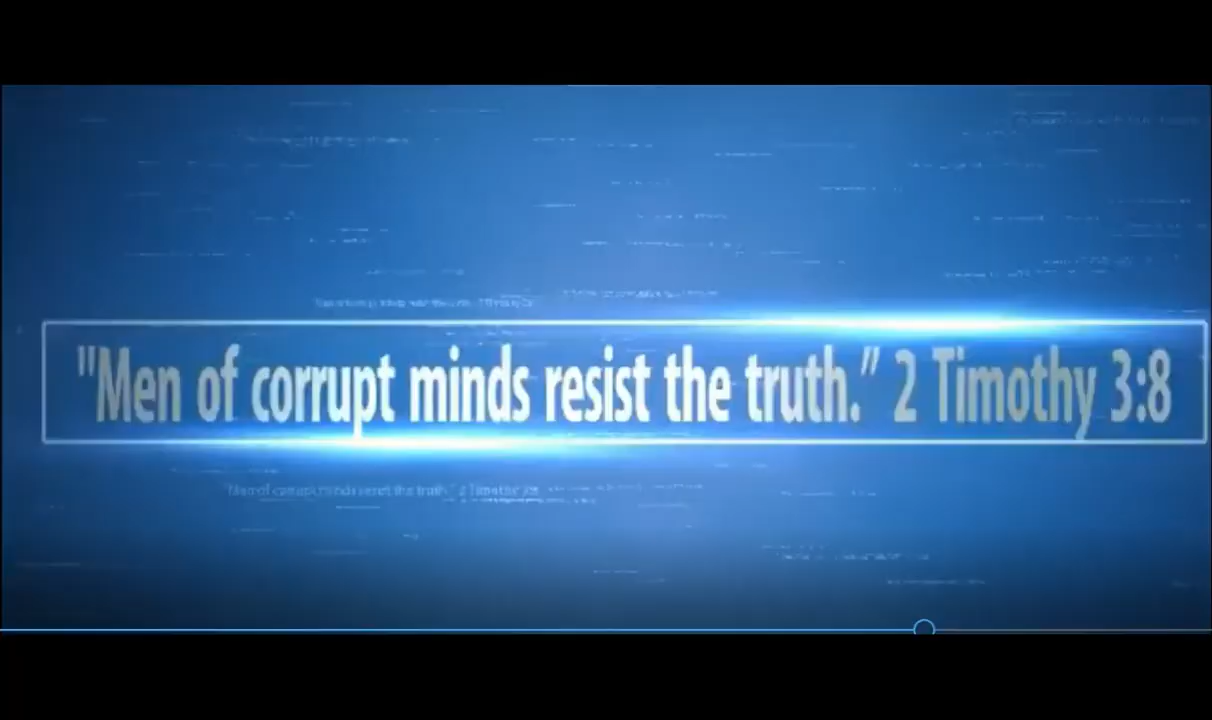 "Men of corrupt minds resist the truth.” 2 Timothy 3:8